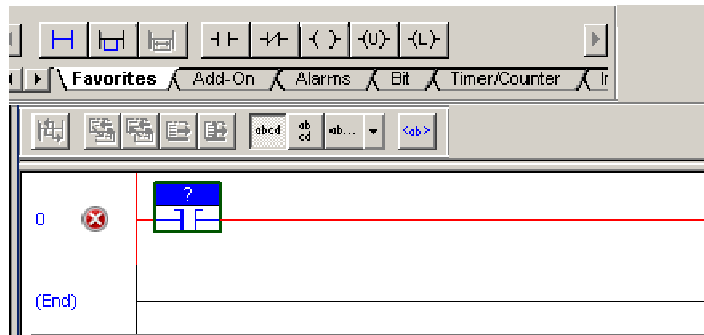 (U) (L)
Favorites Add-On Alarms Bit Timer/Counter
abcd ab cd ab... <ab>
?
0
(End)